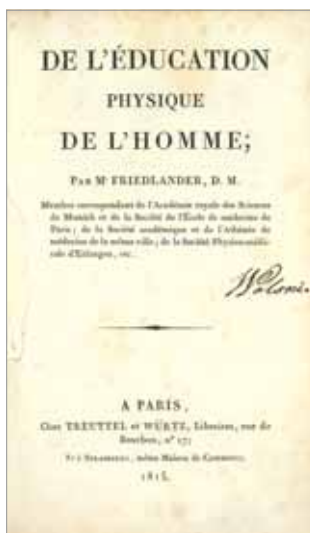 DE L'ÉDUCATION
PHYSIQUE
DE L'HOMME;
PAR Mr FRIEDLANDER, D. M.
Membre correspondant de l'Académie royale des Sciences
de Munich et de la Société de l'École de médecine de
Paris; de la Société académique et de l'Athénée de
médecine de la même ville; de la Société Physico-médi-
cale d'Erlangen, etc.
A PARIS,
Chez TREUTTEL et WÜRTZ, Libraires, rue de
Bourbon, nº 17;
Et à STRASBOURG, même Maison de Commerce.
1815.